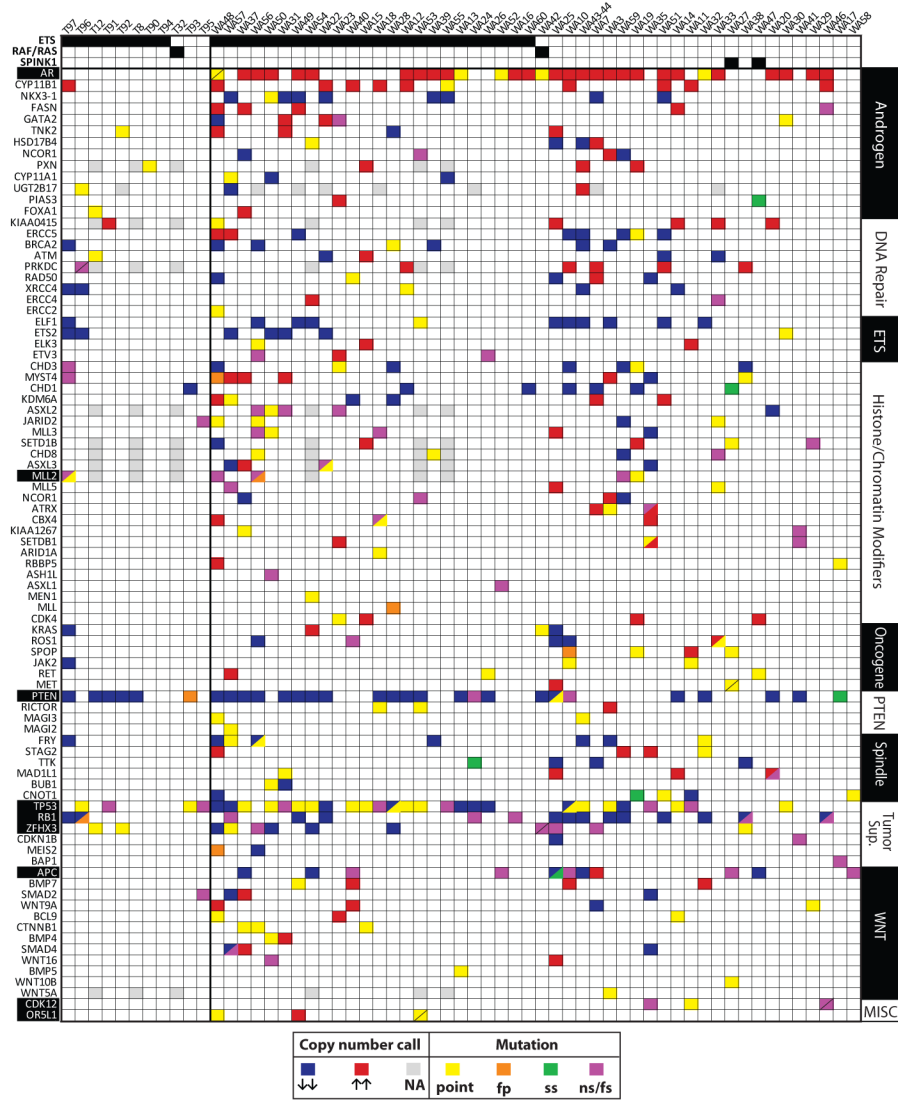 T97 T96 T12 T91 T92 T8 T90 T94 T93 T95 WA48 WA57 WA37 WA56 WA50 WA31 WA49 WA54 WA22 WA23 WA40 WA15 WA18 WA28 WA12 WA53 WA39 WA55 WA13 WA24 WA26 WA52 WA16 WA60 WA42 WA25 WA10 WA43-44 WA7 WA3 WA59 WA19 WA35 WA51 WA14 WA11 WA32 WA33 WA27 WA38 WA47 WA20 WA30 WA41 WA29 WA46 WA17 WA58
ETS
RAF/RAS
SPINK1
AR
CYP11B1
NKX3-1
FASN
GATA2
TNK2
HSD17B4
NCOR1
PXN
CYP11A1
UGT2B17
PIAS3
FOXA1
KIAA0415
ERCC5
BRCA2
ATM
PRKDC
RAD50
XRCC4
ERCC4
ERCC2
ELF1
ETS2
ELK3
ETV3
CHD3
MYST4
CHD1
KDM6A
ASXL2
JARID2
MLL3
SETD1B
CHD8
ASXL3
MLL2
MLL5
NCOR1
ATRX
CBX4
KIAA1267
SETDB1
ARID1A
RBBP5
ASH1L
ASXL1
MEN1
MLL
CDK4
KRAS
ROS1
SPOP
JAK2
RET
MET
PTEN
RICTOR
MAGI3
MAGI2
FRY
STAG2
TTK
MAD1L1
BUB1
CNOT1
TP53
RB1
ZFHX3
CDKN1B
MEIS2
BAP1
APC
BMP7
SMAD2
WNT9A
BCL9
CTNNB1
BMP4
SMAD4
WNT16
BMP5
WNT10B
WNT5A
CDK12
OR5L1
Androgen
DNA Repair
ETS
Histone/Chromatin Modifiers
Oncogene
PTEN
Spindle
Tumor
Sup.
WNT
MISC
Copy number call Mutation
↓↓ ↑↑ NA point fp ss ns/fs